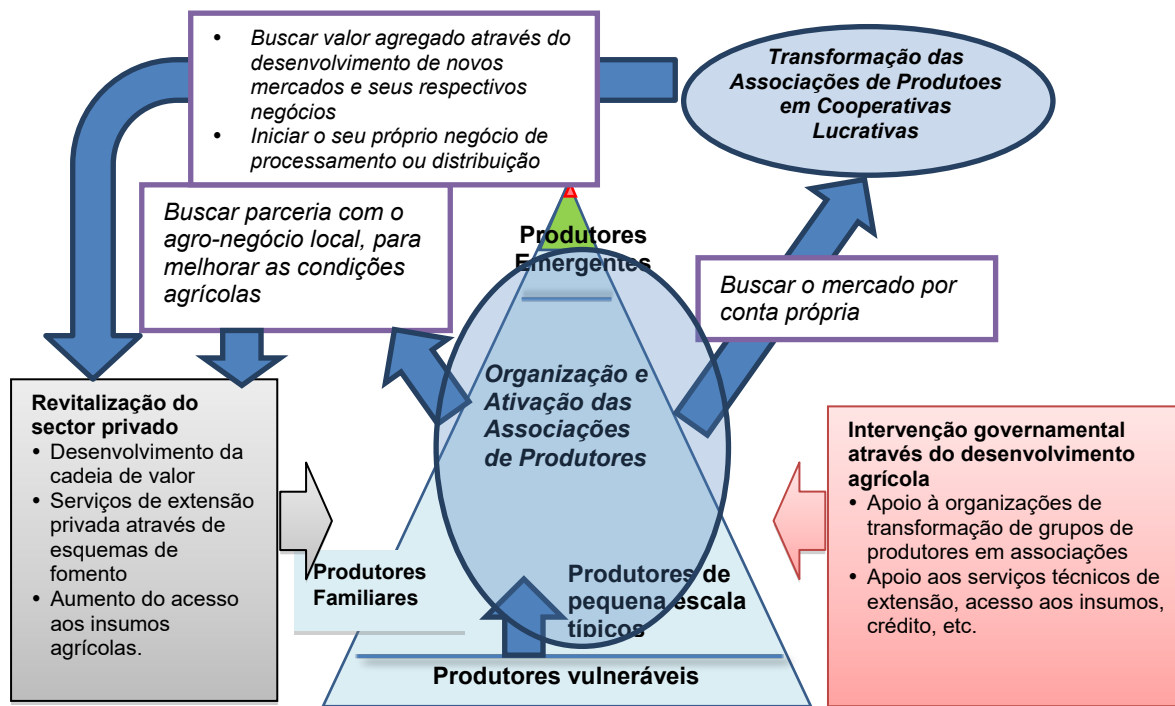 • Buscar valor agregado através do
desenvolvimento de novos
mercados e seus respectivos
negócios
• Iniciar o seu próprio negócio de
processamento ou distribuição
Transformação das
Associações de Produtoes
em Cooperativas
Lucrativas
Buscar parceria com o
agro-negócio local, para
melhorar as condições
agrícolas
Produtores
Emergentes
Buscar o mercado por
conta própria
Organização e
Ativação das
Associações
de Produtores
Revitalização do
sector privado
• Desenvolvimento da
cadeia de valor
• Serviços de extensão
privada através de
esquemas de
fomento
• Aumento do acesso
aos insumos
agrícolas.
Intervenção governamental
através do desenvolvimento
agrícola
• Apoio à organizações de
transformação de grupos de
produtores em associações
• Apoio aos serviços técnicos de
extensão, acesso aos insumos,
crédito, etc.
Produtores
Familiares
Produtores de
pequena escala
típicos
Produtores vulneráveis